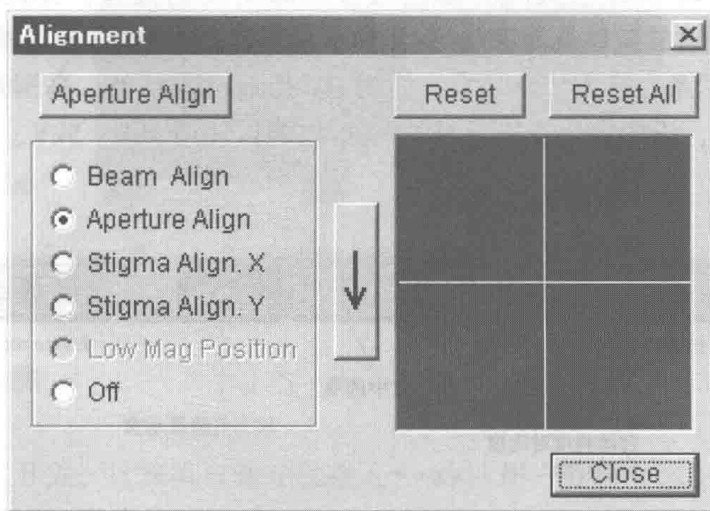 Alignment
Aperture Align
Reset
Reset All
Beam Align
Aperture Align
Stigma Align. X
Stigma Align. Y
Low Mag Position
Off
Close